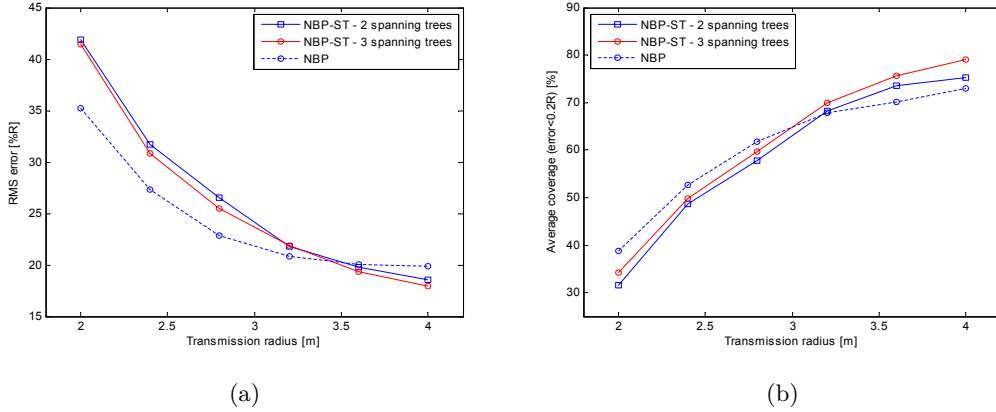 NBP-ST - 2 spanning trees
NBP-ST - 3 spanning trees
NBP
45
40
35
30
25
20
15
RMS error [%R]
2
2.5
3
3.5
4
Transmission radius [m]
(a)
NBP-ST - 2 spanning trees
NBP-ST - 3 spanning trees
NBP
90
80
70
60
50
40
30
Average coverage (error<0.2R) [%]
2
2.5
3
3.5
4
Transmission radius [m]
(b)